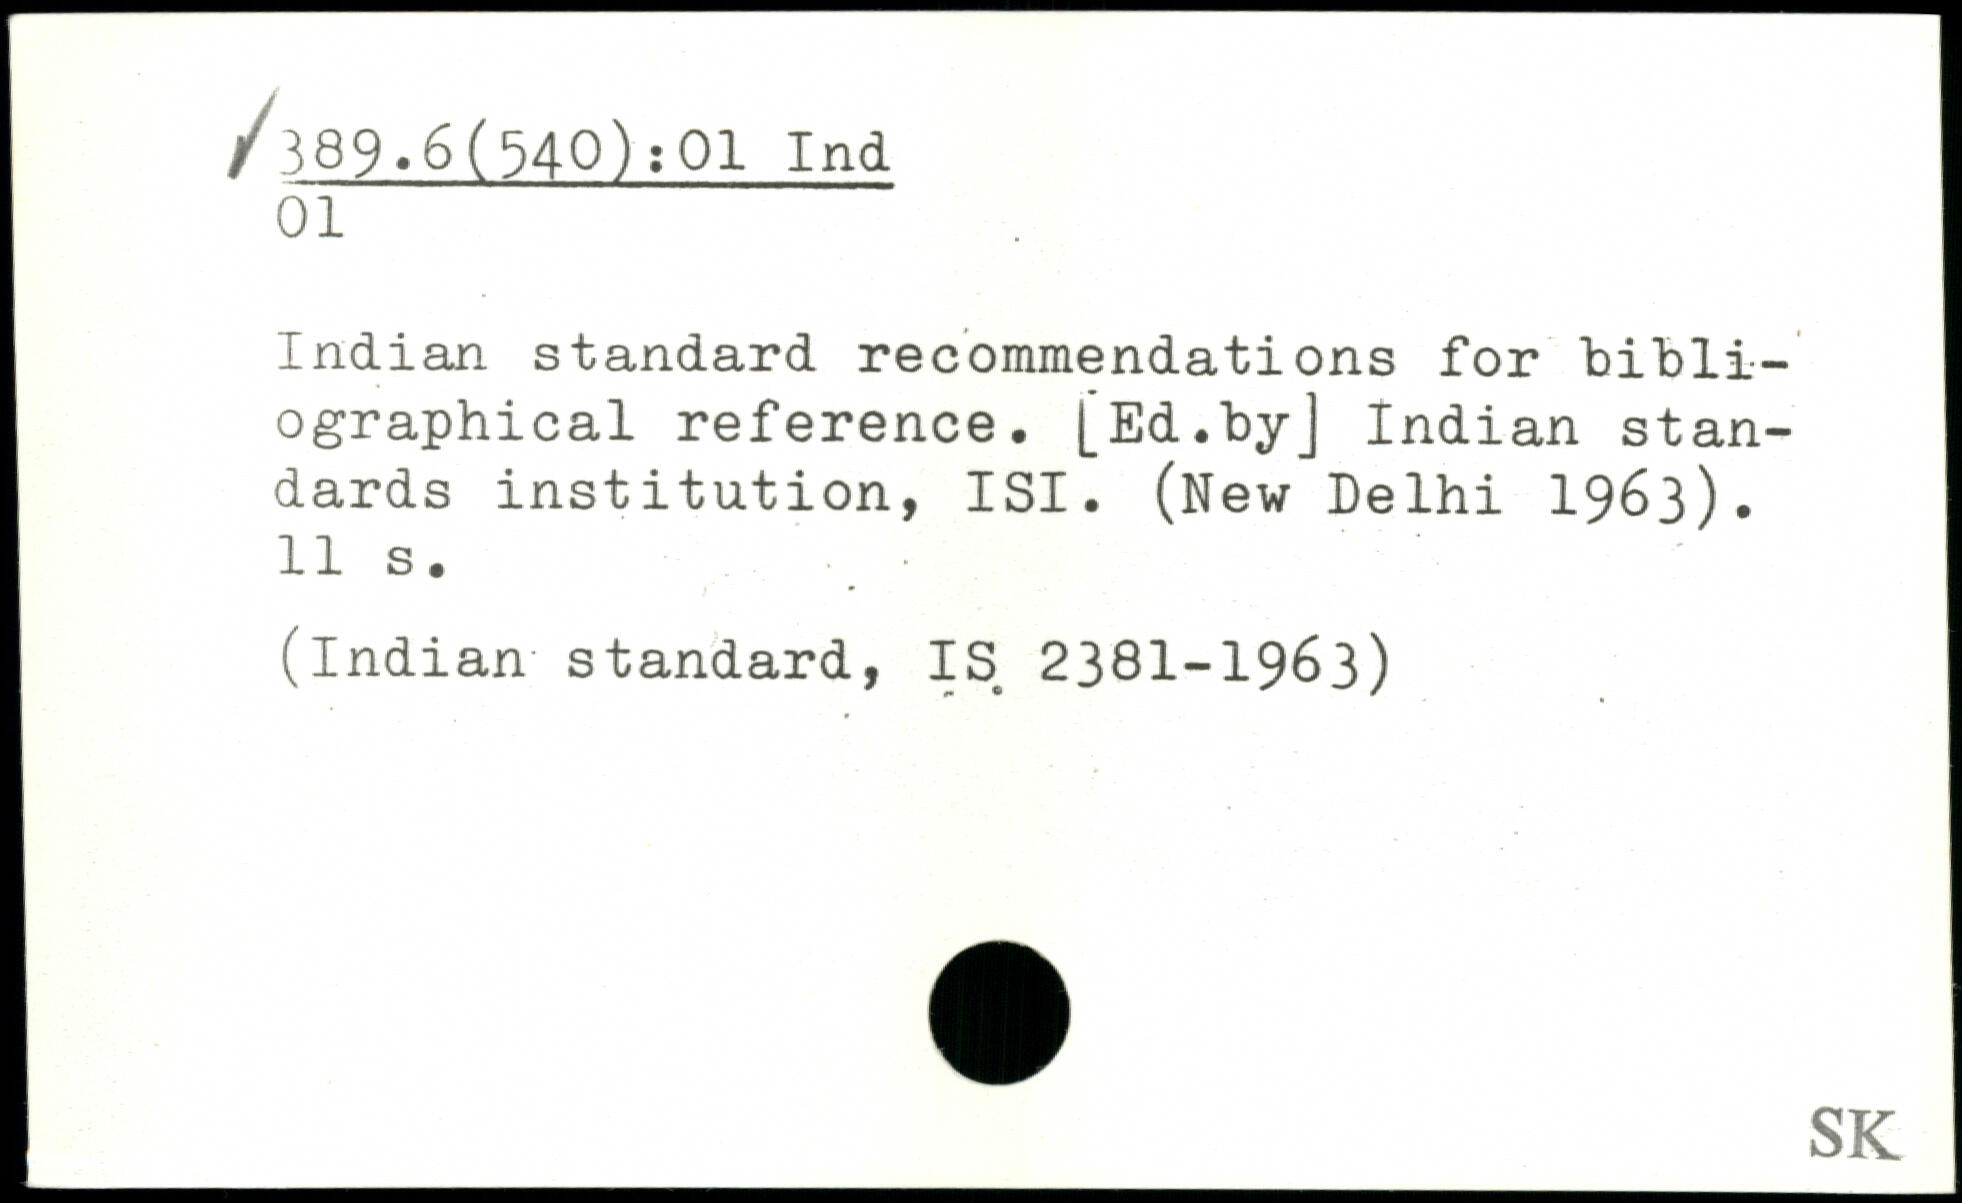 389.6(540):01 Ind
01
Indian standard recommendations for bibli-
ographical reference. [Ed.by] Indian stan-
dards institution, ISI. (New Delhi 1963).
11 s.
(Indian standard, IS 2381-1963)
SK